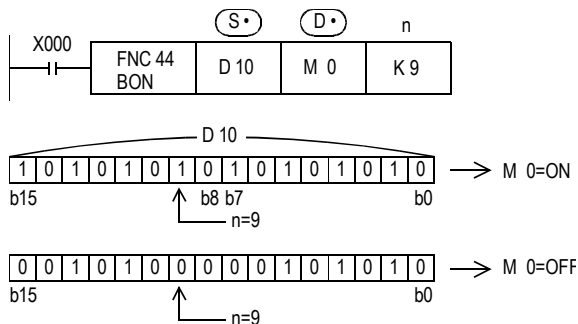 S• D• n
X000
FNC 44 D 10 M 0 K 9
BON
D 10
1 0 1 0 1 0 1 0 1 0 1 0 1 0 1 0 M 0=ON
b15 b8 b7 b0
n=9
0 0 1 0 1 0 0 0 0 0 1 0 1 0 1 0 M 0=OFF
b15 b0
n=9